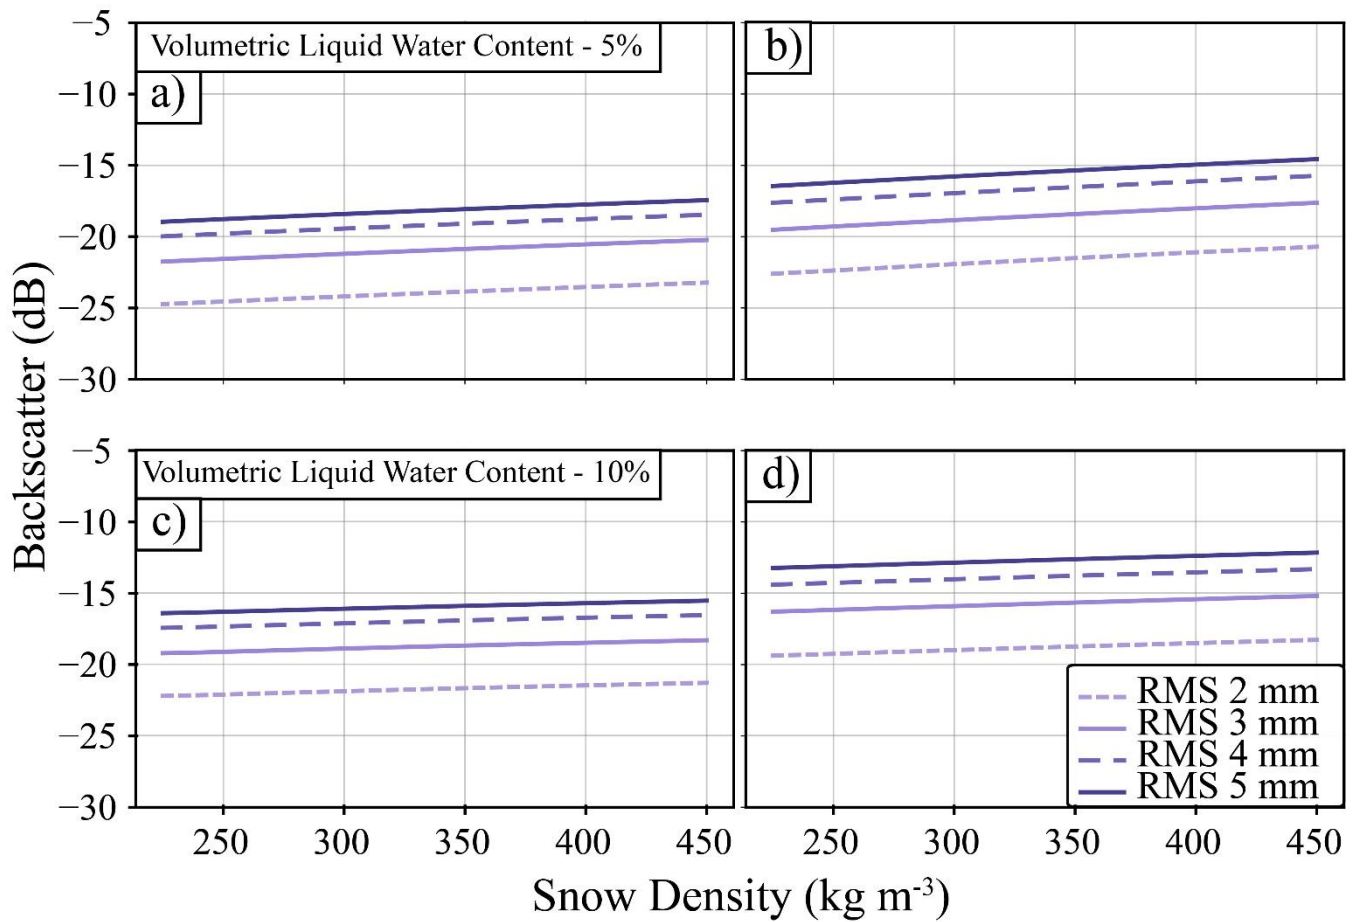 −5
−10
−15
−20
−25
−30
Volumetric Liquid Water Content - 5%
a)
b)
−5
−10
−15
−20
−25
−30
Volumetric Liquid Water Content - 10%
c)
d)
RMS 2 mm
RMS 3 mm
RMS 4 mm
RMS 5 mm
250 300 350 400 450
250 300 350 400 450
Backscatter (dB)
Snow Density (kg m⁻³)